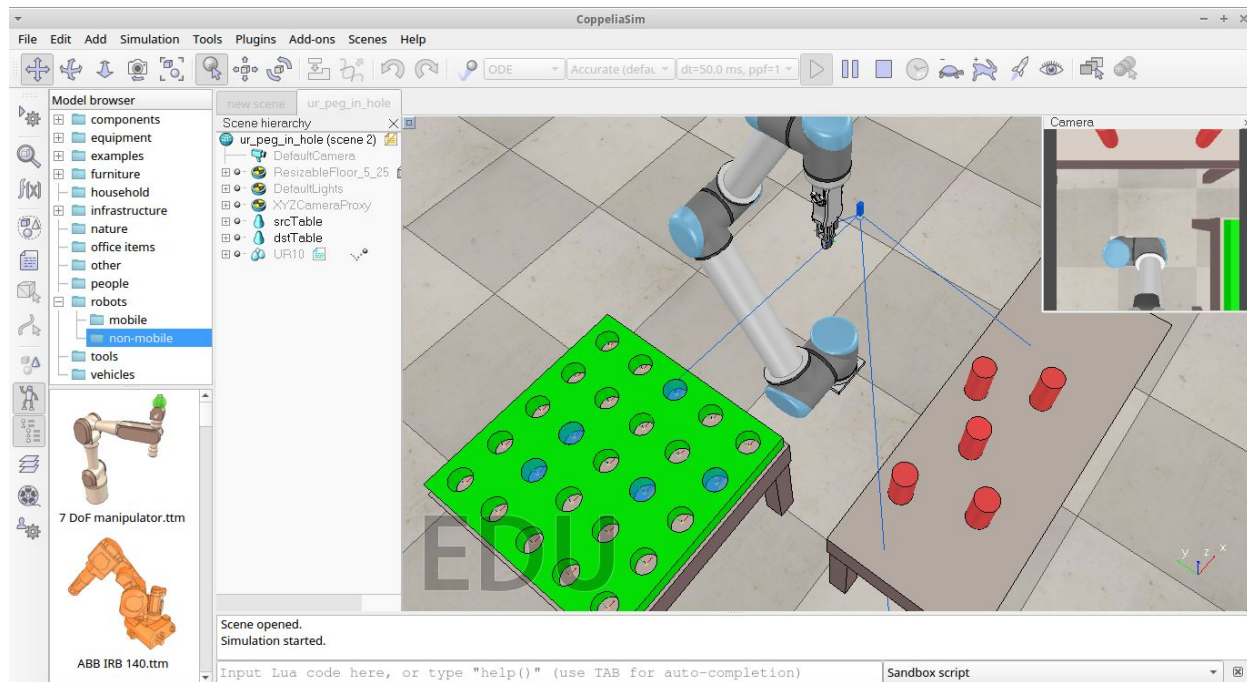 CoppeliaSim
File Edit Add Simulation Tools Plugins Add-ons Scenes Help
ODE Accurate (defau dt=50.0 ms, ppf=1
Model browser
components
equipment
examples
furniture
household
infrastructure
nature
office items
other
people
robots
mobile
non-mobile
tools
vehicles
7 DoF manipulator.ttm
ABB IRB 140.ttm
new scene ur_peg_in_hole
Scene hierarchy
ur_peg_in_hole (scene 2)
DefaultCamera
ResizableFloor_5_25
DefaultLights
XYZCameraProxy
srcTable
dstTable
UR10
f(x)
Camera
EDU
y z x
Scene opened.
Simulation started.
Input Lua code here, or type "help()" (use TAB for auto-completion)
Sandbox script